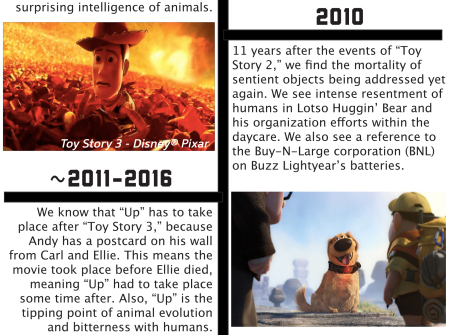 surprising intelligence of animals.
Toy Story 3 - Disney® Pixar
2010
11 years after the events of “Toy
Story 2,” we find the mortality of
sentient objects being addressed yet
again. We see intense resentment of
humans in Lotso Huggin’ Bear and
his organization efforts within the
daycare. We also see a reference to
the Buy-N-Large corporation (BNL)
on Buzz Lightyear’s batteries.
~2011-2016
We know that “Up” has to take
place after “Toy Story 3,” because
Andy has a postcard on his wall
from Carl and Ellie. This means the
movie took place before Ellie died,
meaning “Up” had to take place
some time after. Also, “Up” is the
tipping point of animal evolution
and bitterness with humans.